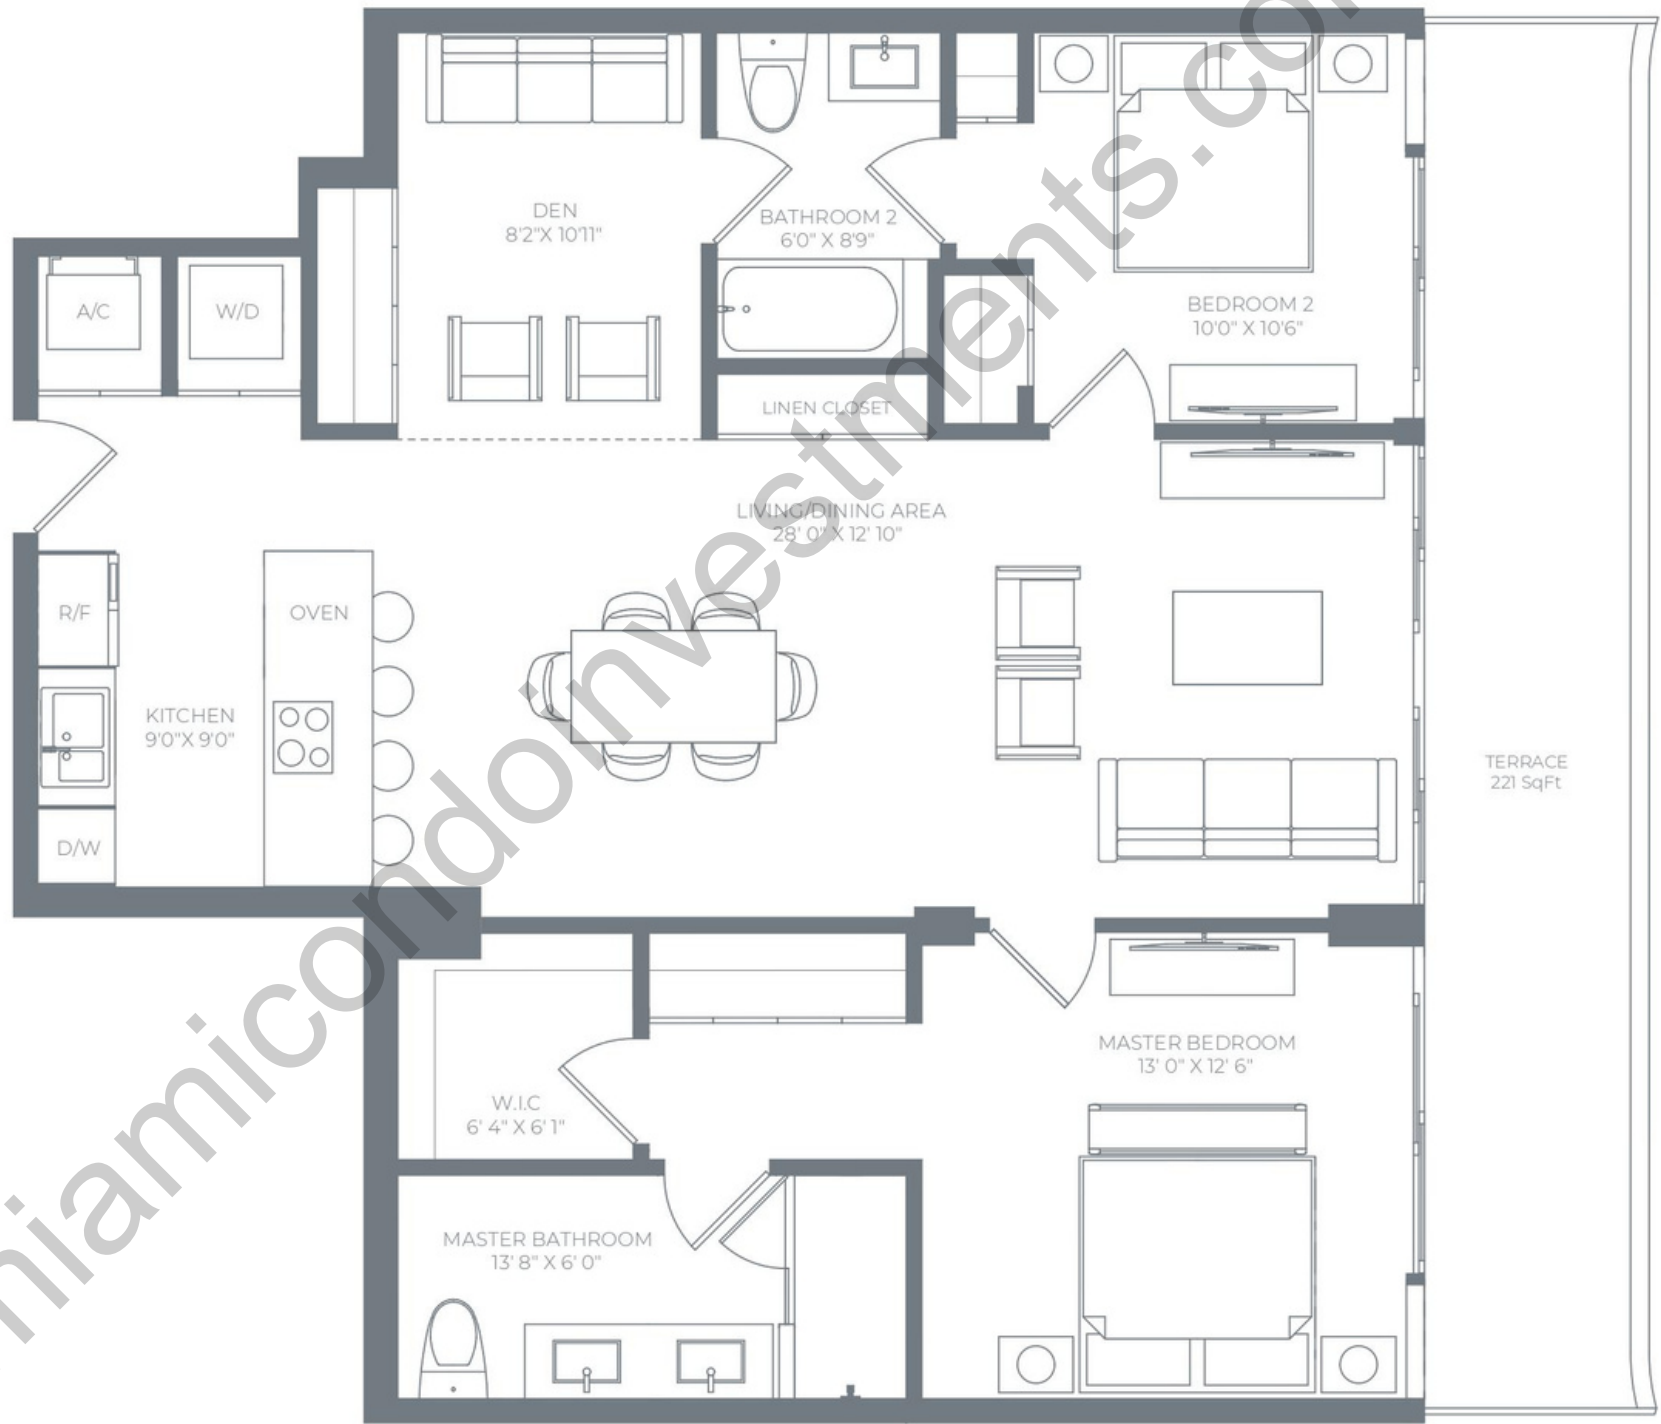 DEN
8'2"X 10'11"
BATHROOM 2
6'0" X 8'9"
A/C
W/D
BEDROOM 2
10'0" X 10'6"
LINEN CLOSET
LIVING/DINING AREA
28' 0" X 12' 10"
R/F
OVEN
KITCHEN
9'0"X 9'0"
TERRACE
221 SqFt
D/W
MASTER BEDROOM
13' 0" X 12' 6"
W.I.C
6' 4" X 6' 1"
MASTER BATHROOM
13' 8" X 6' 0"
miamicondoinvestments.com